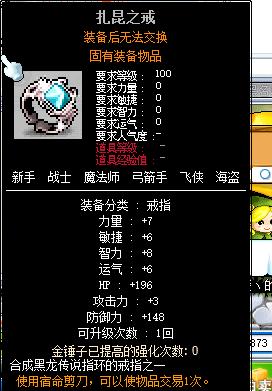 扎昆之戒
装备后无法交换
固有装备物品
要求等级 : 100
要求力量 : 0
要求敏捷 : 0
要求智力 : 0
要求运气 : 0
要求人气度 : -
道具等级 : -
道具经验值 : -
新手 战士 魔法师 弓箭手 飞侠 海盗
装备分类 : 戒指
力量 : +7
敏捷 : +6
智力 : +8
运气 : +6
HP : +196
攻击力 : +3
防御力 : +148
可升级次数 : 1回
金锤子已提高的强化次数: 0
合成黑龙传说指环的戒指之一
使用宿命剪刀，可以使物品交易1次。
373